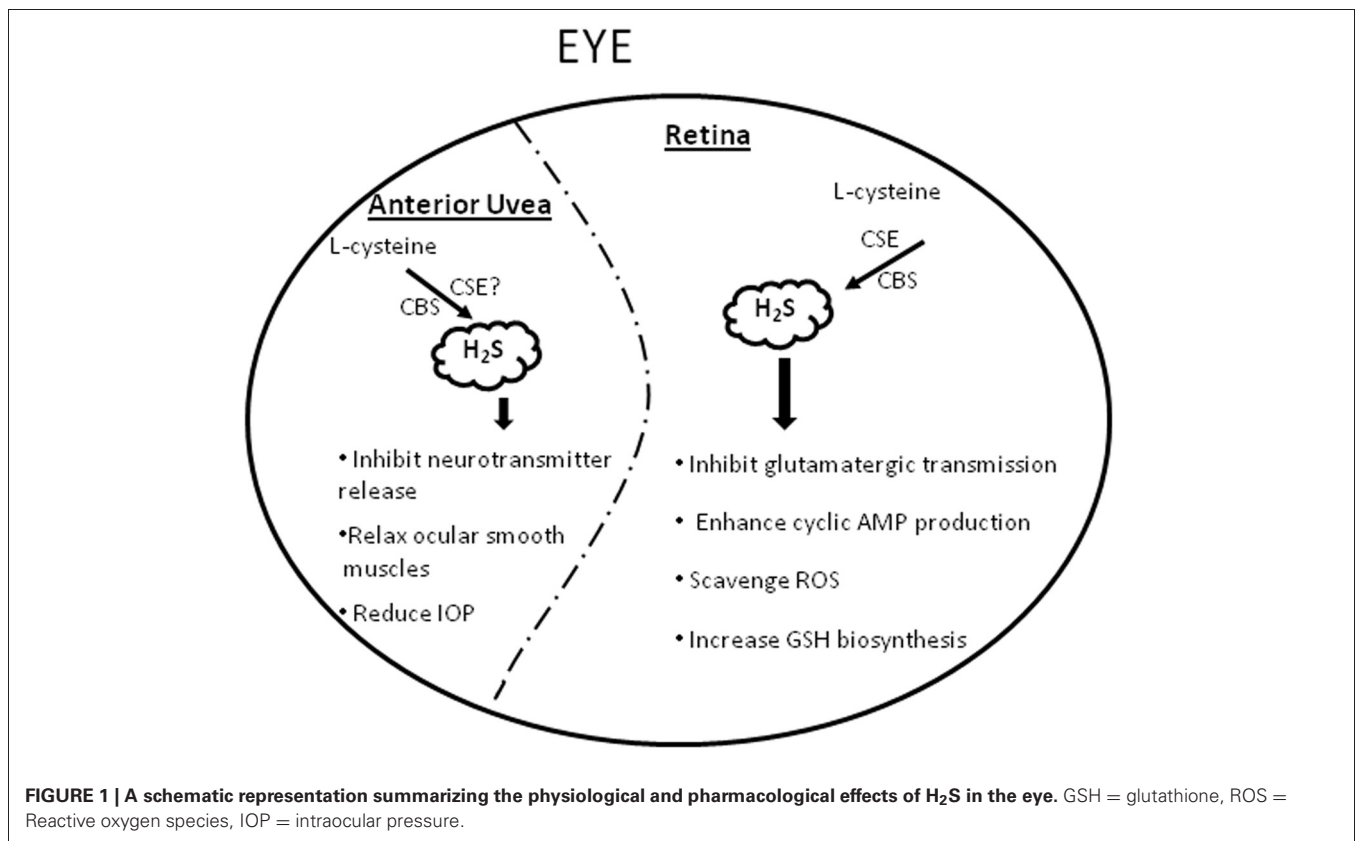 EYE
Anterior Uvea
L-cysteine
CSE?
CBS
H₂S
• Inhibit neurotransmitter
release
•Relax ocular smooth
muscles
• Reduce IOP
Retina
L-cysteine
CSE
CBS
H₂S
• Inhibit glutamatergic transmission
• Enhance cyclic AMP production
• Scavenge ROS
• Increase GSH biosynthesis
FIGURE 1 | A schematic representation summarizing the physiological and pharmacological effects of H₂S in the eye. GSH = glutathione, ROS =
Reactive oxygen species, IOP = intraocular pressure.